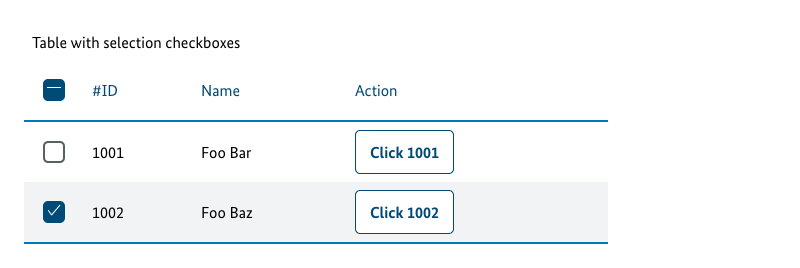 Table with selection checkboxes
#ID Name Action
1001 Foo Bar Click 1001
1002 Foo Baz Click 1002